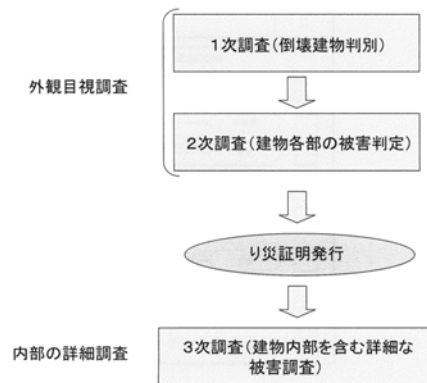 1次調査(倒壊建物判別)
外観目視調査
2次調査(建物各部の被害判定)
り災証明発行
内部の詳細調査
3次調査(建物内部を含む詳細な
被害調査)